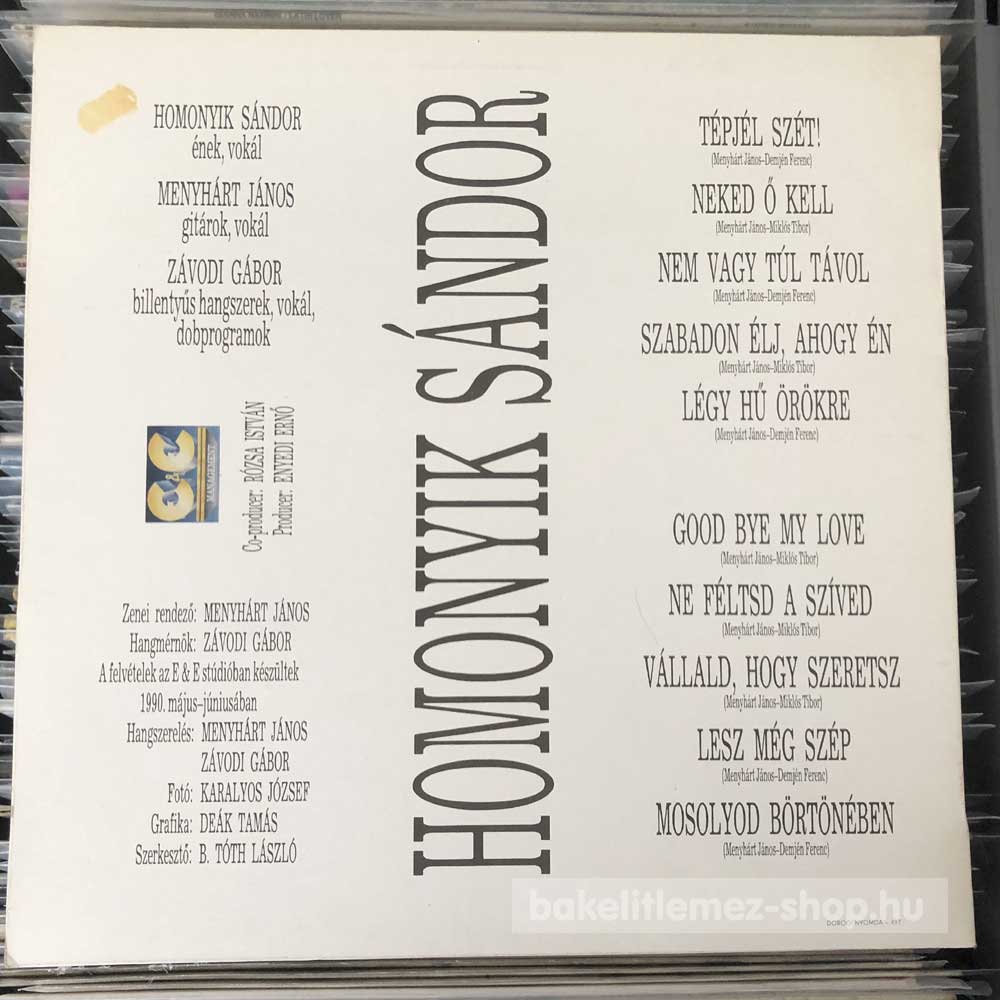 HOMONYIK SÁNDOR
ének, vokál
MENYHÁRT JÁNOS
gitárok, vokál
ZÁVODI GÁBOR
billentyűs hangszerek, vokál,
dobprogramok
E&E
MANAGEMENT
Co-producer: RÓZSA ISTVÁN
Producer: ENYEDI ERNŐ
Zenei rendező: MENYHÁRT JÁNOS
Hangmérnök: ZÁVODI GÁBOR
A felvételek az E & E stúdióban készültek
1990. május–júniusában
Hangszerelés: MENYHÁRT JÁNOS
ZÁVODI GÁBOR
Fotó: KARALYOS JÓZSEF
Grafika: DEÁK TAMÁS
Szerkesztő: B. TÓTH LÁSZLÓ
HOMONYIK SÁNDOR
TÉPJÉL SZÉT!
(Menyhárt János–Demjén Ferenc)
NEKED Ő KELL
(Menyhárt János–Miklós Tibor)
NEM VAGY TÚL TÁVOL
(Menyhárt János–Demjén Ferenc)
SZABADON ÉLJ, AHOGY ÉN
(Menyhárt János–Miklós Tibor)
LÉGY HŰ ÖRÖKRE
(Menyhárt János–Demjén Ferenc)
GOOD BYE MY LOVE
(Menyhárt János–Miklós Tibor)
NE FÉLTSD A SZÍVED
(Menyhárt János–Miklós Tibor)
VÁLLALD, HOGY SZERETSZ
(Menyhárt János–Miklós Tibor)
LESZ MÉG SZÉP
(Menyhárt János–Demjén Ferenc)
MOSOLYOD BÖRTÖNÉBEN
(Menyhárt János–Demjén Ferenc)
bakelitlemez-shop.hu
NYOMDA